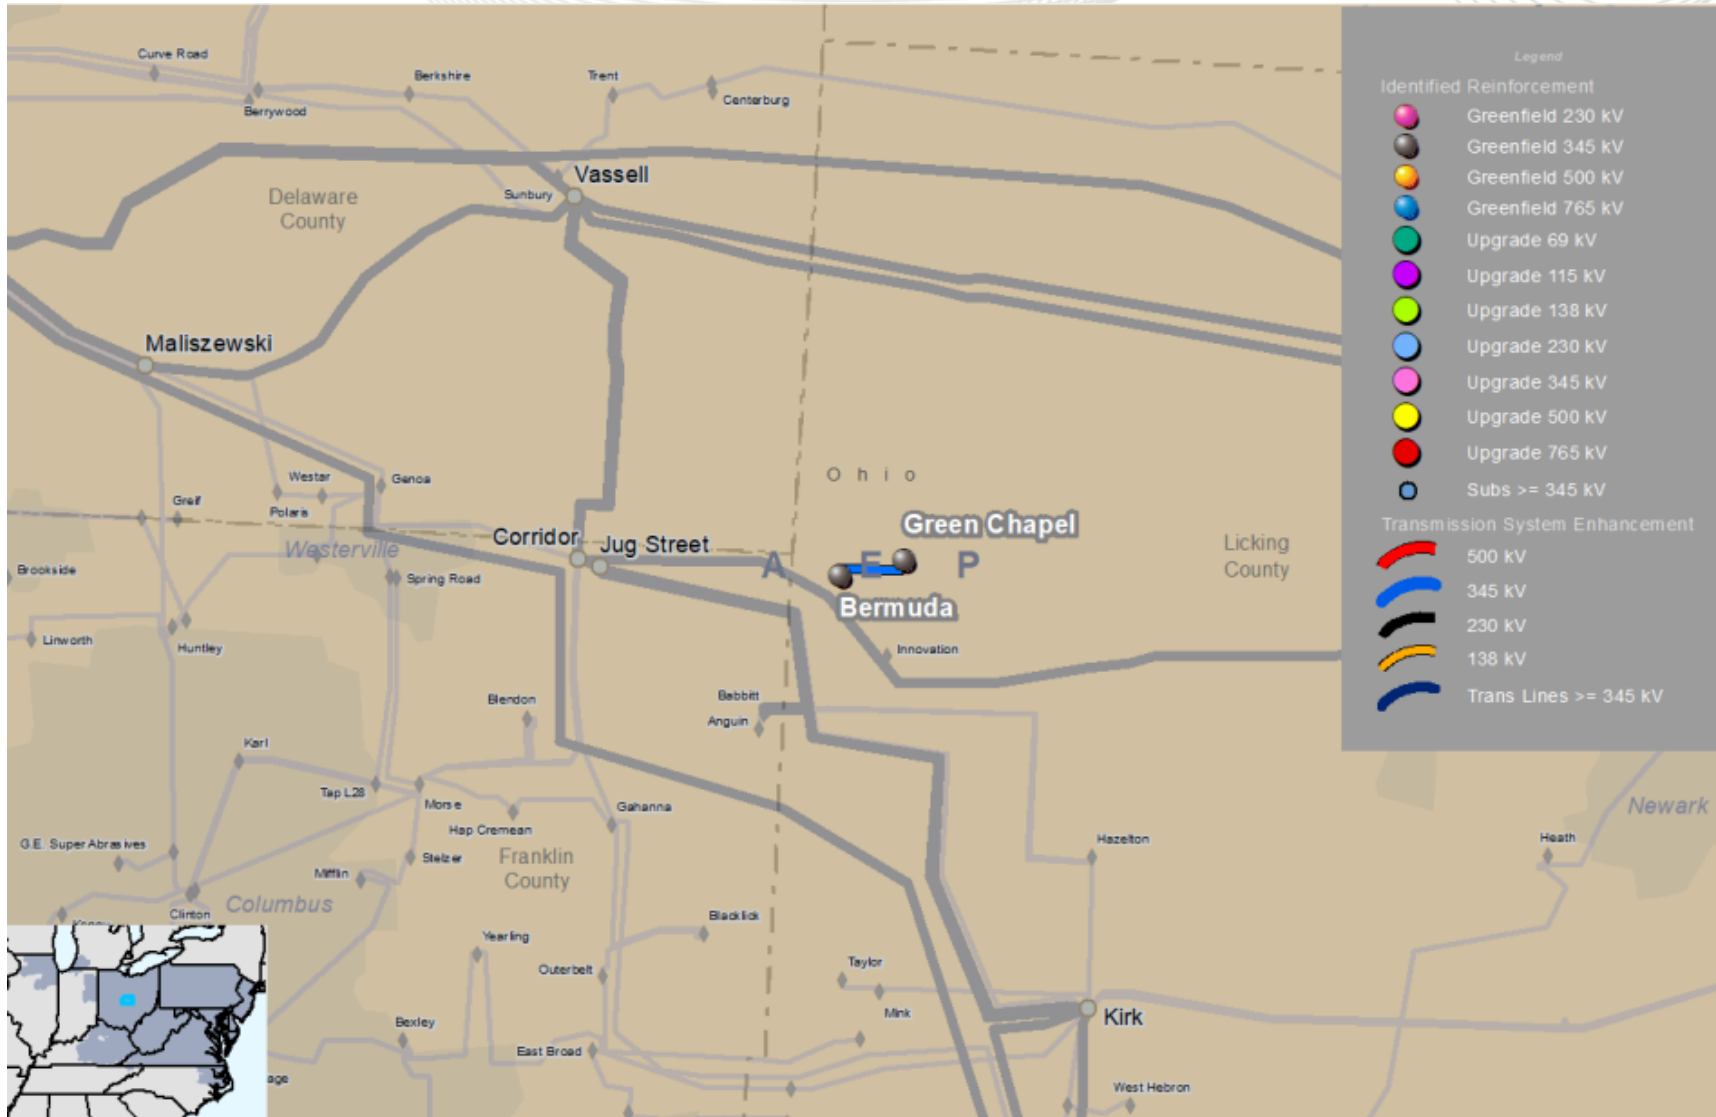 Curve Road
Berrywood
Berkshire
Trent
Centerburg
Delaware
County
Sunbury
Vassell
Maliszewski
Westar
Polaris
Genoa
Greif
Westerville
Brookside
Linworth
Huntley
Spring Road
Corridor
Jug Street
Ohio
A E P
Green Chapel
Bermuda
Licking
County
Innovation
Babbitt
Anguin
Blendon
Karl
Tap L28
Morse
Hap Cremean
Gahanna
G.E. Super Abrasives
Stelzer
Mifflin
Franklin
County
Columbus
Clinton
Hazelton
Heath
Newark
Blacklick
Yearling
Outerbelt
Taylor
Mink
Kirk
Bexley
East Broad
West Hebron
age
Legend
Identified Reinforcement
Greenfield 230 kV
Greenfield 345 kV
Greenfield 500 kV
Greenfield 765 kV
Upgrade 69 kV
Upgrade 115 kV
Upgrade 138 kV
Upgrade 230 kV
Upgrade 345 kV
Upgrade 500 kV
Upgrade 765 kV
Subs >= 345 kV
Transmission System Enhancement
500 kV
345 kV
230 kV
138 kV
Trans Lines >= 345 kV